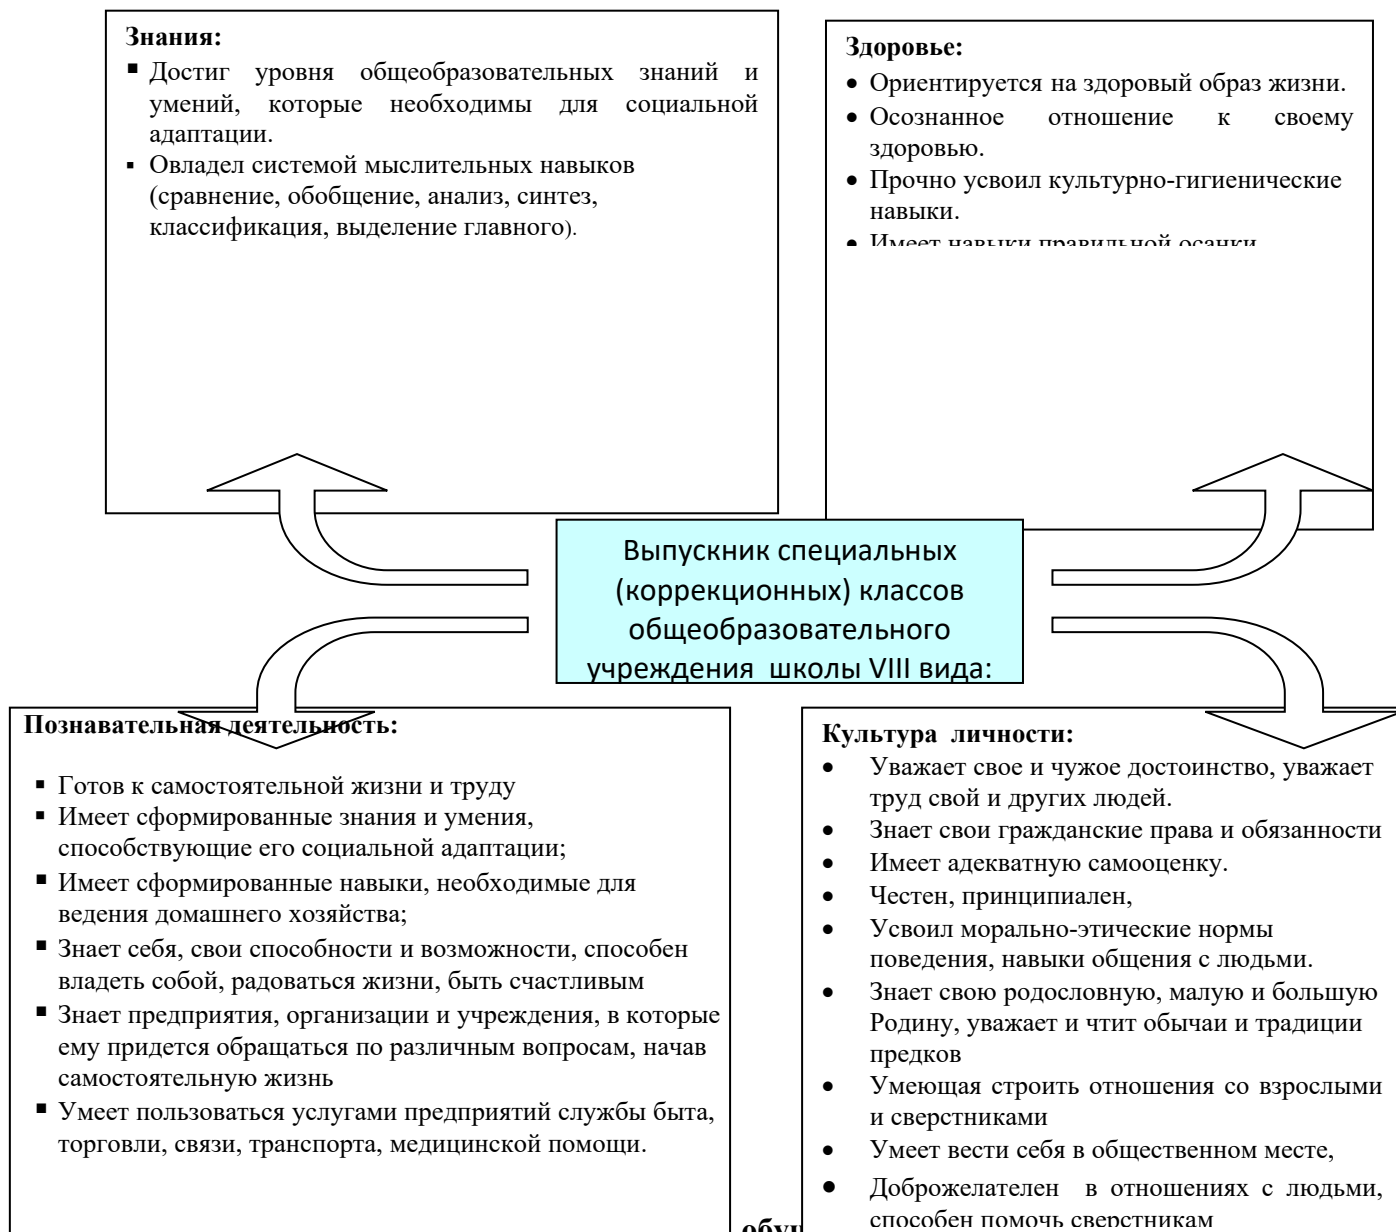 Знания:
▪ Достиг уровня общеобразовательных знаний и
умений, которые необходимы для социальной
адаптации.
▪ Овладел системой мыслительных навыков
(сравнение, обобщение, анализ, синтез,
классификация, выделение главного).
Здоровье:
• Ориентируется на здоровый образ жизни.
• Осознанное отношение к своему
здоровью.
• Прочно усвоил культурно-гигиенические
навыки.
• Имеет навыки правильной осанки
Выпускник специальных
(коррекционных) классов
общеобразовательного
учреждения школы VIII вида:
Познавательная деятельность:
▪ Готов к самостоятельной жизни и труду
▪ Имеет сформированные знания и умения,
способствующие его социальной адаптации;
▪ Имеет сформированные навыки, необходимые для
ведения домашнего хозяйства;
▪ Знает себя, свои способности и возможности, способен
владеть собой, радоваться жизни, быть счастливым
▪ Знает предприятия, организации и учреждения, в которые
ему придется обращаться по различным вопросам, начав
самостоятельную жизнь
▪ Умеет пользоваться услугами предприятий службы быта,
торговли, связи, транспорта, медицинской помощи.
Культура личности:
• Уважает свое и чужое достоинство, уважает
труд свой и других людей.
• Знает свои гражданские права и обязанности
• Имеет адекватную самооценку.
• Честен, принципиален,
• Усвоил морально-этические нормы
поведения, навыки общения с людьми.
• Знает свою родословную, малую и большую
Родину, уважает и чтит обычаи и традиции
предков
• Умеющая строить отношения со взрослыми
и сверстниками
• Умеет вести себя в общественном месте,
• Доброжелателен в отношениях с людьми,
способен помочь сверстникам